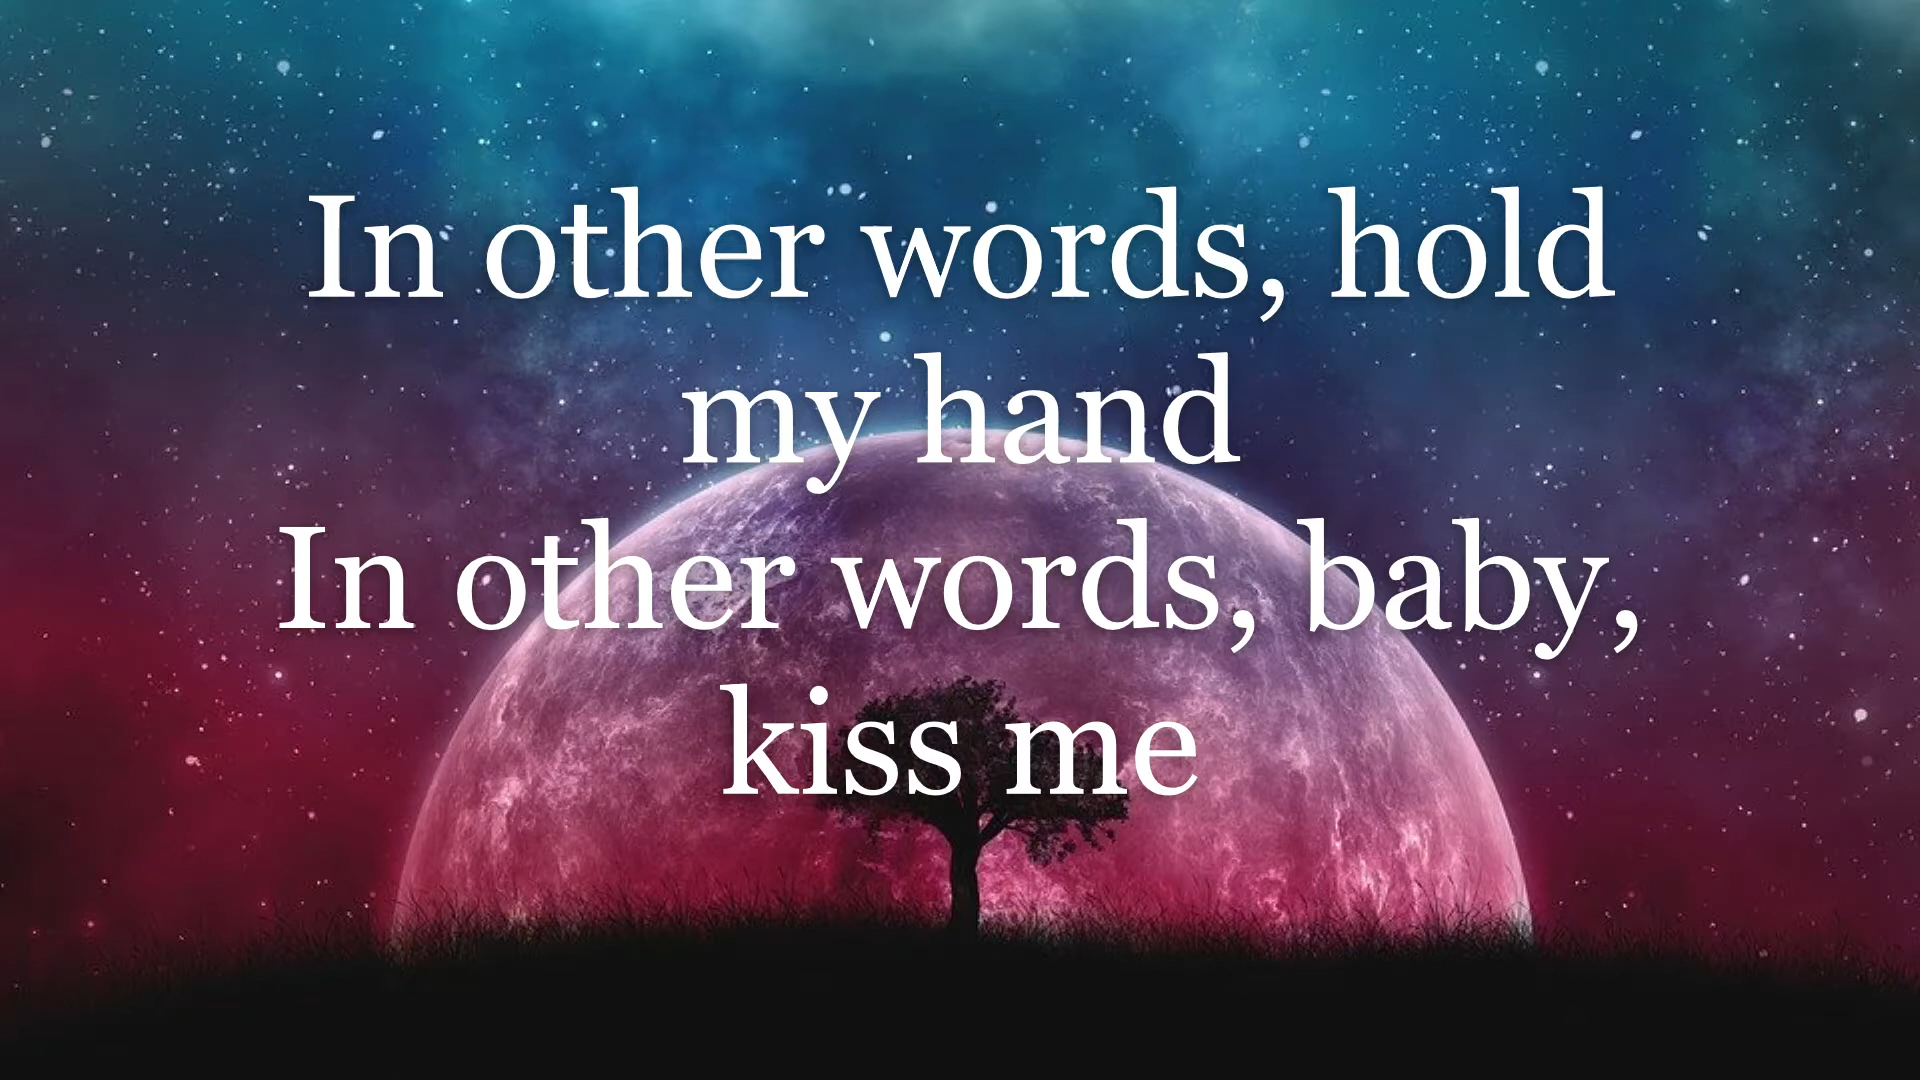 In other words, hold
my hand
In other words, baby,
kiss me